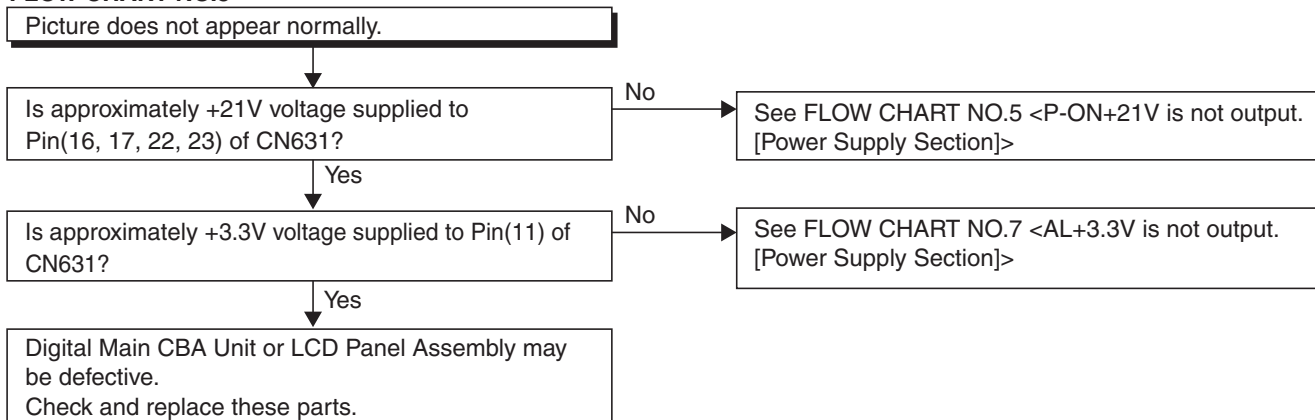 Picture does not appear normally.
Is approximately +21V voltage supplied to
Pin(16, 17, 22, 23) of CN631?
No
See FLOW CHART NO.5 <P-ON+21V is not output.
[Power Supply Section]>
Yes
Is approximately +3.3V voltage supplied to Pin(11) of
CN631?
No
See FLOW CHART NO.7 <AL+3.3V is not output.
[Power Supply Section]>
Yes
Digital Main CBA Unit or LCD Panel Assembly may
be defective.
Check and replace these parts.